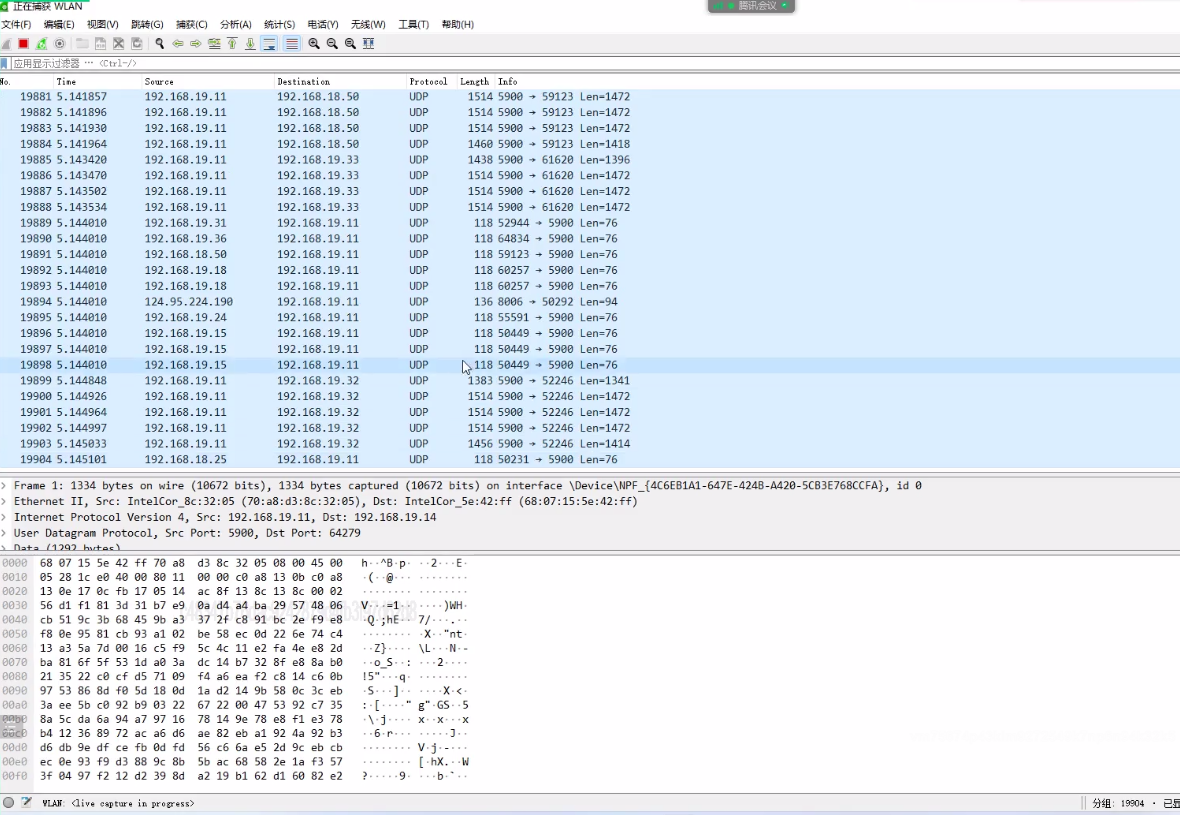 正在捕获 WLAN
腾讯会议
文件(F) 编辑(E) 视图(V) 跳转(G) 捕获(C) 分析(A) 统计(S) 电话(Y) 无线(W) 工具(T) 帮助(H)
应用显示过滤器 … <Ctrl-/>
No. Time Source Destination Protocol Length Info
19881 5.141857 192.168.19.11 192.168.18.50 UDP 1514 5900 → 59123 Len=1472
19882 5.141896 192.168.19.11 192.168.18.50 UDP 1514 5900 → 59123 Len=1472
19883 5.141930 192.168.19.11 192.168.18.50 UDP 1514 5900 → 59123 Len=1472
19884 5.141964 192.168.19.11 192.168.18.50 UDP 1460 5900 → 59123 Len=1418
19885 5.143420 192.168.19.11 192.168.19.33 UDP 1438 5900 → 61620 Len=1396
19886 5.143470 192.168.19.11 192.168.19.33 UDP 1514 5900 → 61620 Len=1472
19887 5.143502 192.168.19.11 192.168.19.33 UDP 1514 5900 → 61620 Len=1472
19888 5.143534 192.168.19.11 192.168.19.33 UDP 1514 5900 → 61620 Len=1472
19889 5.144010 192.168.19.31 192.168.19.11 UDP 118 52944 → 5900 Len=76
19890 5.144010 192.168.19.36 192.168.19.11 UDP 118 64834 → 5900 Len=76
19891 5.144010 192.168.18.50 192.168.19.11 UDP 118 59123 → 5900 Len=76
19892 5.144010 192.168.19.18 192.168.19.11 UDP 118 60257 → 5900 Len=76
19893 5.144010 192.168.19.18 192.168.19.11 UDP 118 60257 → 5900 Len=76
19894 5.144010 124.95.224.190 192.168.19.11 UDP 136 8006 → 50292 Len=94
19895 5.144010 192.168.19.24 192.168.19.11 UDP 118 55591 → 5900 Len=76
19896 5.144010 192.168.19.15 192.168.19.11 UDP 118 50449 → 5900 Len=76
19897 5.144010 192.168.19.15 192.168.19.11 UDP 118 50449 → 5900 Len=76
19898 5.144010 192.168.19.15 192.168.19.11 UDP 118 50449 → 5900 Len=76
19899 5.144848 192.168.19.11 192.168.19.32 UDP 1383 5900 → 52246 Len=1341
19900 5.144926 192.168.19.11 192.168.19.32 UDP 1514 5900 → 52246 Len=1472
19901 5.144964 192.168.19.11 192.168.19.32 UDP 1514 5900 → 52246 Len=1472
19902 5.144997 192.168.19.11 192.168.19.32 UDP 1514 5900 → 52246 Len=1472
19903 5.145033 192.168.19.11 192.168.19.32 UDP 1456 5900 → 52246 Len=1414
19904 5.145101 192.168.18.25 192.168.19.11 UDP 118 50231 → 5900 Len=76
> Frame 1: 1334 bytes on wire (10672 bits), 1334 bytes captured (10672 bits) on interface \Device\NPF_{4C6EB1A1-647E-424B-A420-5CB3E768CCFA}, id 0
> Ethernet II, Src: IntelCor_8c:32:05 (70:a8:d3:8c:32:05), Dst: IntelCor_5e:42:ff (68:07:15:5e:42:ff)
> Internet Protocol Version 4, Src: 192.168.19.11, Dst: 192.168.19.14
> User Datagram Protocol, Src Port: 5900, Dst Port: 64279
> Data (1292 bytes)
0000 68 07 15 5e 42 ff 70 a8 d3 8c 32 05 08 00 45 00 h··^B·p· ··2···E·
0010 05 28 1c e0 40 00 80 11 00 00 c0 a8 13 0b c0 a8 ·(··@··· ········
0020 13 0e 17 0c fb 17 05 14 ac 8f 13 8c 13 8c 00 02 ········ ········
0030 56 d1 f1 81 3d 31 b7 e9 0a d4 a4 ba 29 57 48 06 V···=1·· ····)WH·
0040 cb 51 9c 3b 68 45 9b a3 37 2f c8 91 bc 2e f9 e8 ·Q·;hE·· 7/···.··
0050 f8 0e 95 81 cb 93 a1 02 be 58 ec 0d 22 6e 74 c4 ········ ·X··"nt·
0060 13 a3 5a 7d 00 16 c5 f9 5c 4c 11 e2 fa 4e e8 2d ··Z}···· \L···N·-
0070 ba 81 6f 5f 53 1d a0 3a dc 14 b7 32 8f e8 8a b0 ··o_S··: ···2····
0080 21 35 22 c0 cf d5 71 09 f4 a6 ea f2 c8 14 c6 0b !5"···q· ········
0090 97 53 86 8d f0 5d 18 0d 1a d2 14 9b 58 0c 3c eb ·S···]·· ····X·<·
00a0 3a ee 5b c0 92 b9 03 22 67 22 00 47 53 92 c7 35 :·[····" g"·GS··5
00b0 8a 5c da 6a 94 a7 97 16 78 14 9e 78 e8 f1 e3 78 ·\·j···· x··x···x
00c0 b4 12 36 89 72 ac a6 d6 ae 82 eb a1 92 4a 92 b3 ··6·r··· ·····J··
00d0 d6 db 9e df ce fb 0d fd 56 c6 6a e5 2d 9c eb cb ········ V·j·-···
00e0 ec 0e 93 f9 d3 88 9c 8b 5b ac 68 58 2e 1a f3 57 ········ [·hX.··W
00f0 3f 04 97 f2 12 d2 39 8d a2 19 b1 62 d1 60 82 e2 ?·····9· ···b·`··
WLAN: <live capture in progress> 分组: 19904 · 已显